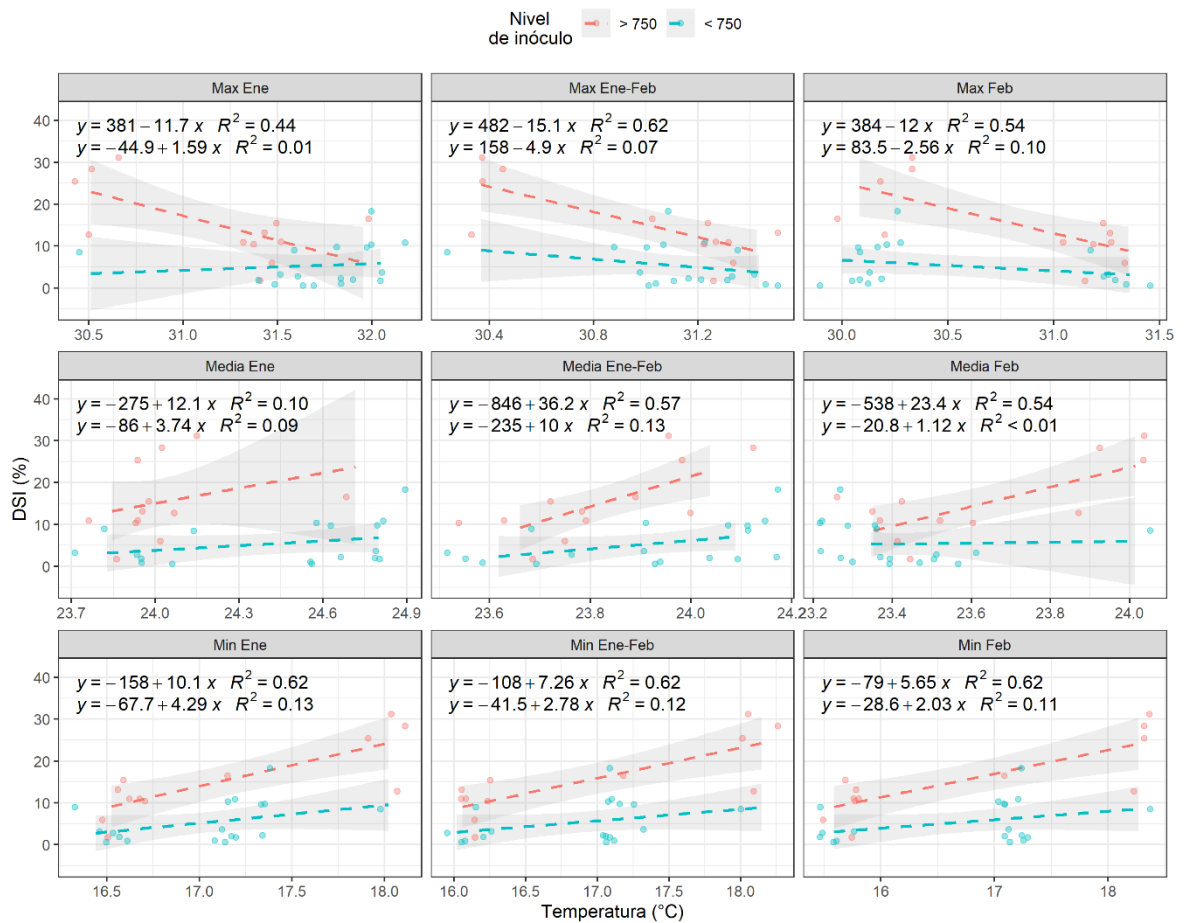 Nivel
de inóculo
> 750
< 750
Max Ene
Max Ene-Feb
Max Feb
y = 381 − 11.7 x R² = 0.44
y = −44.9 + 1.59 x R² = 0.01
y = 482 − 15.1 x R² = 0.62
y = 158 − 4.9 x R² = 0.07
y = 384 − 12 x R² = 0.54
y = 83.5 − 2.56 x R² = 0.10
40
30
20
10
0
30.5 31.0 31.5 32.0
30.4 30.8 31.2
30.0 30.5 31.0 31.5
Media Ene
Media Ene-Feb
Media Feb
y = −275 + 12.1 x R² = 0.10
y = −86 + 3.74 x R² = 0.09
y = −846 + 36.2 x R² = 0.57
y = −235 + 10 x R² = 0.13
y = −538 + 23.4 x R² = 0.54
y = −20.8 + 1.12 x R² < 0.01
DSI (%)
40
30
20
10
0
23.7 24.0 24.3 24.6 24.9
23.6 23.8 24.0 24.2
23.2 23.4 23.6 23.8 24.0
Min Ene
Min Ene-Feb
Min Feb
y = −158 + 10.1 x R² = 0.62
y = −67.7 + 4.29 x R² = 0.13
y = −108 + 7.26 x R² = 0.62
y = −41.5 + 2.78 x R² = 0.12
y = −79 + 5.65 x R² = 0.62
y = −28.6 + 2.03 x R² = 0.11
40
30
20
10
0
16.5 17.0 17.5 18.0
16.0 16.5 17.0 17.5 18.0
16 17 18
Temperatura (°C)